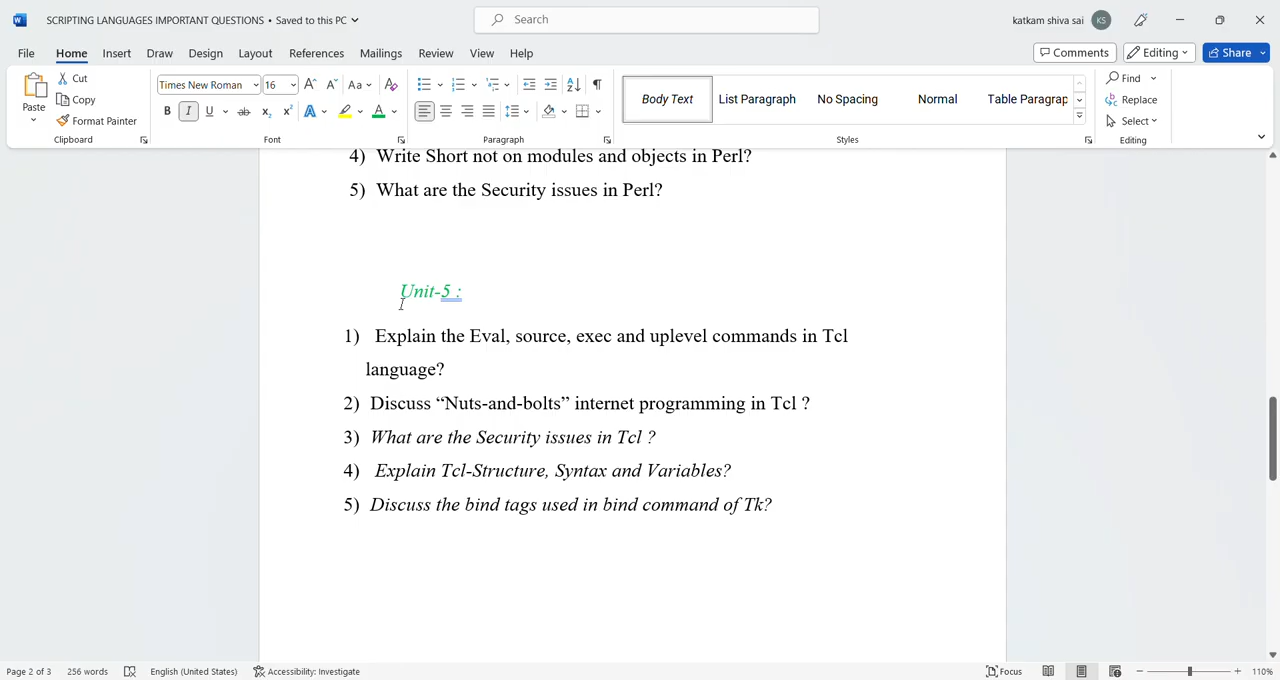 SCRIPTING LANGUAGES IMPORTANT QUESTIONS • Saved to this PC
Search
katkam shiva sai KS
File Home Insert Draw Design Layout References Mailings Review View Help
Comments Editing Share
Paste
Cut
Copy
Format Painter
Clipboard
Times New Roman 16
Font
Paragraph
Body Text List Paragraph No Spacing Normal Table Paragrap
Styles
Find
Replace
Select
Editing
4) Write Short not on modules and objects in Perl?
5) What are the Security issues in Perl?
Unit-5 :
1) Explain the Eval, source, exec and uplevel commands in Tcl
language?
2) Discuss “Nuts-and-bolts” internet programming in Tcl ?
3) What are the Security issues in Tcl ?
4) Explain Tcl-Structure, Syntax and Variables?
5) Discuss the bind tags used in bind command of Tk?
Page 2 of 3 256 words English (United States) Accessibility: Investigate Focus 110%